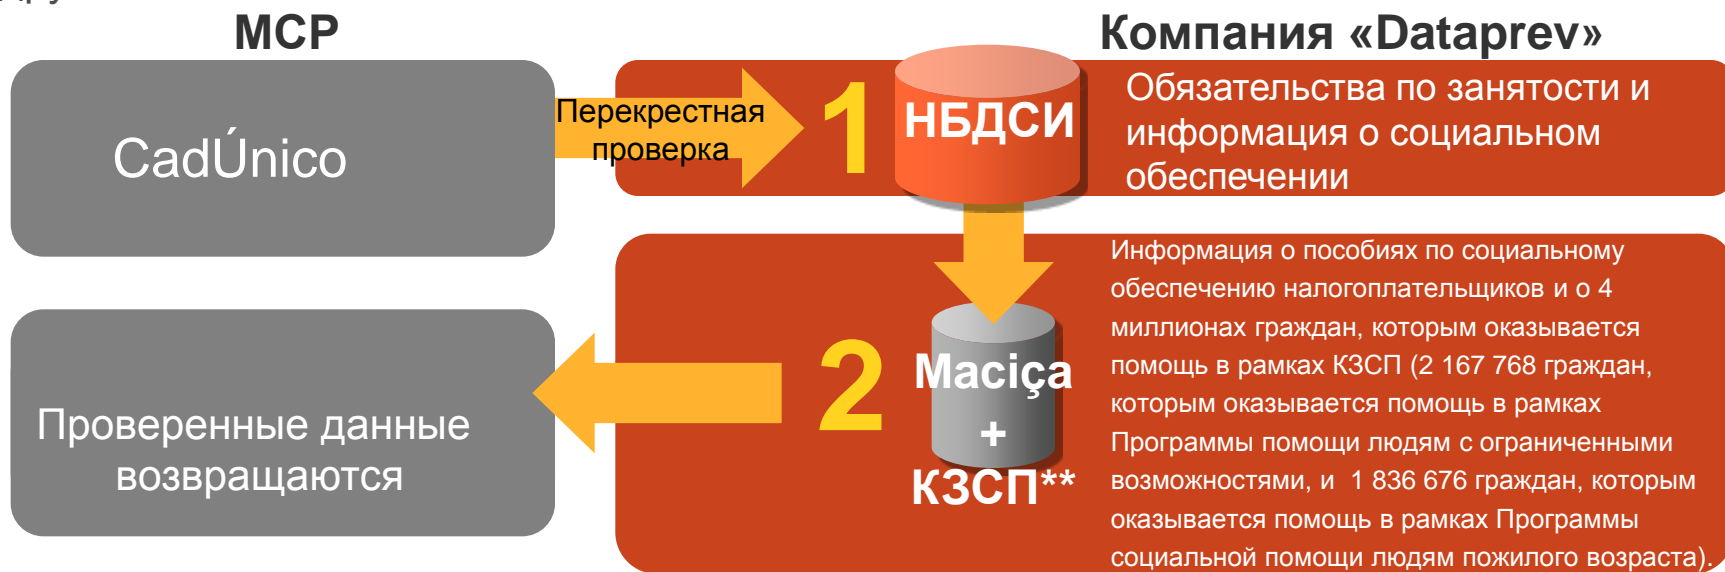 МСР
Компания «Dataprev»
CadÚnico
Перекрестная
проверка
1
НБДСИ
Обязательства по занятости и
информация о социальном
обеспечении
Проверенные данные
возвращаются
2
Maciça
+
КЗСП**
Информация о пособиях по социальному
обеспечению налогоплательщиков и о 4
миллионах граждан, которым оказывается
помощь в рамках КЗСП (2 167 768 граждан,
которым оказывается помощь в рамках
Программы помощи людям с ограниченными
возможностями, и 1 836 676 граждан, которым
оказывается помощь в рамках Программы
социальной помощи людям пожилого возраста).